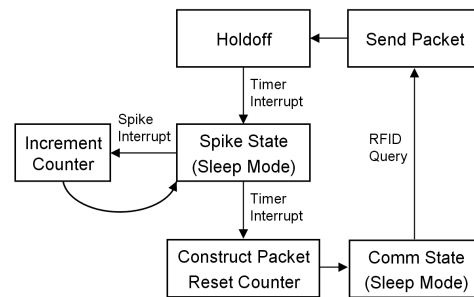 Holdoff
Send Packet
Timer
Interrupt
Spike
Interrupt
RFID
Query
Increment
Counter
Spike State
(Sleep Mode)
Timer
Interrupt
Construct Packet
Reset Counter
Comm State
(Sleep Mode)